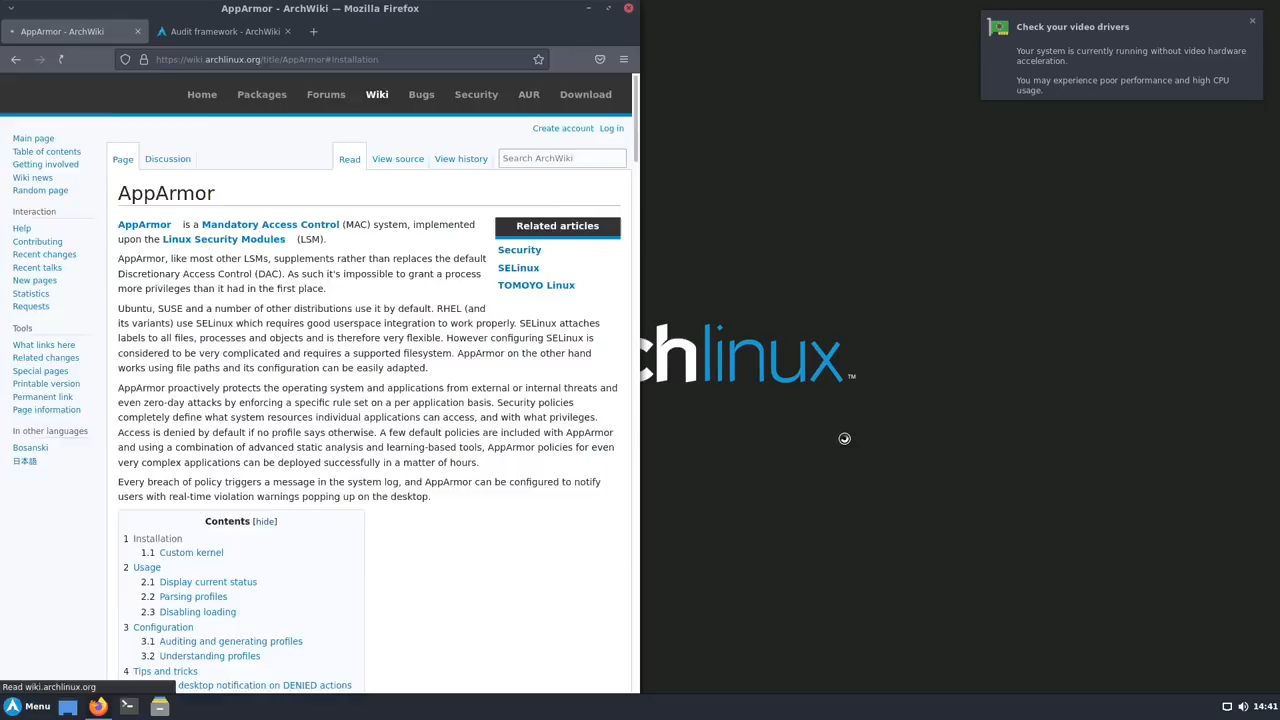 AppArmor - ArchWiki — Mozilla Firefox
AppArmor - ArchWiki
Audit framework - ArchWiki
https://wiki.archlinux.org/title/AppArmor#Installation
Home Packages Forums Wiki Bugs Security AUR Download
Create account Log in
Main page
Table of contents
Getting involved
Wiki news
Random page
Interaction
Help
Contributing
Recent changes
Recent talks
New pages
Statistics
Requests
Tools
What links here
Related changes
Special pages
Printable version
Permanent link
Page information
In other languages
Bosanski
日本語
Page Discussion Read View source View history Search ArchWiki
AppArmor
AppArmor is a Mandatory Access Control (MAC) system, implemented
upon the Linux Security Modules (LSM).
AppArmor, like most other LSMs, supplements rather than replaces the default
Discretionary Access Control (DAC). As such it's impossible to grant a process
more privileges than it had in the first place.
Related articles
Security
SELinux
TOMOYO Linux
Ubuntu, SUSE and a number of other distributions use it by default. RHEL (and
its variants) use SELinux which requires good userspace integration to work properly. SELinux attaches
labels to all files, processes and objects and is therefore very flexible. However configuring SELinux is
considered to be very complicated and requires a supported filesystem. AppArmor on the other hand
works using file paths and its configuration can be easily adapted.
AppArmor proactively protects the operating system and applications from external or internal threats and
even zero-day attacks by enforcing a specific rule set on a per application basis. Security policies
completely define what system resources individual applications can access, and with what privileges.
Access is denied by default if no profile says otherwise. A few default policies are included with AppArmor
and using a combination of advanced static analysis and learning-based tools, AppArmor policies for even
very complex applications can be deployed successfully in a matter of hours.
Every breach of policy triggers a message in the system log, and AppArmor can be configured to notify
users with real-time violation warnings popping up on the desktop.
Contents [hide]
1 Installation
1.1 Custom kernel
2 Usage
2.1 Display current status
2.2 Parsing profiles
2.3 Disabling loading
3 Configuration
3.1 Auditing and generating profiles
3.2 Understanding profiles
4 Tips and tricks
desktop notification on DENIED actions
Read wiki.archlinux.org
Check your video drivers
Your system is currently running without video hardware
acceleration.
You may experience poor performance and high CPU
usage.
chlinux™
Menu
14:41